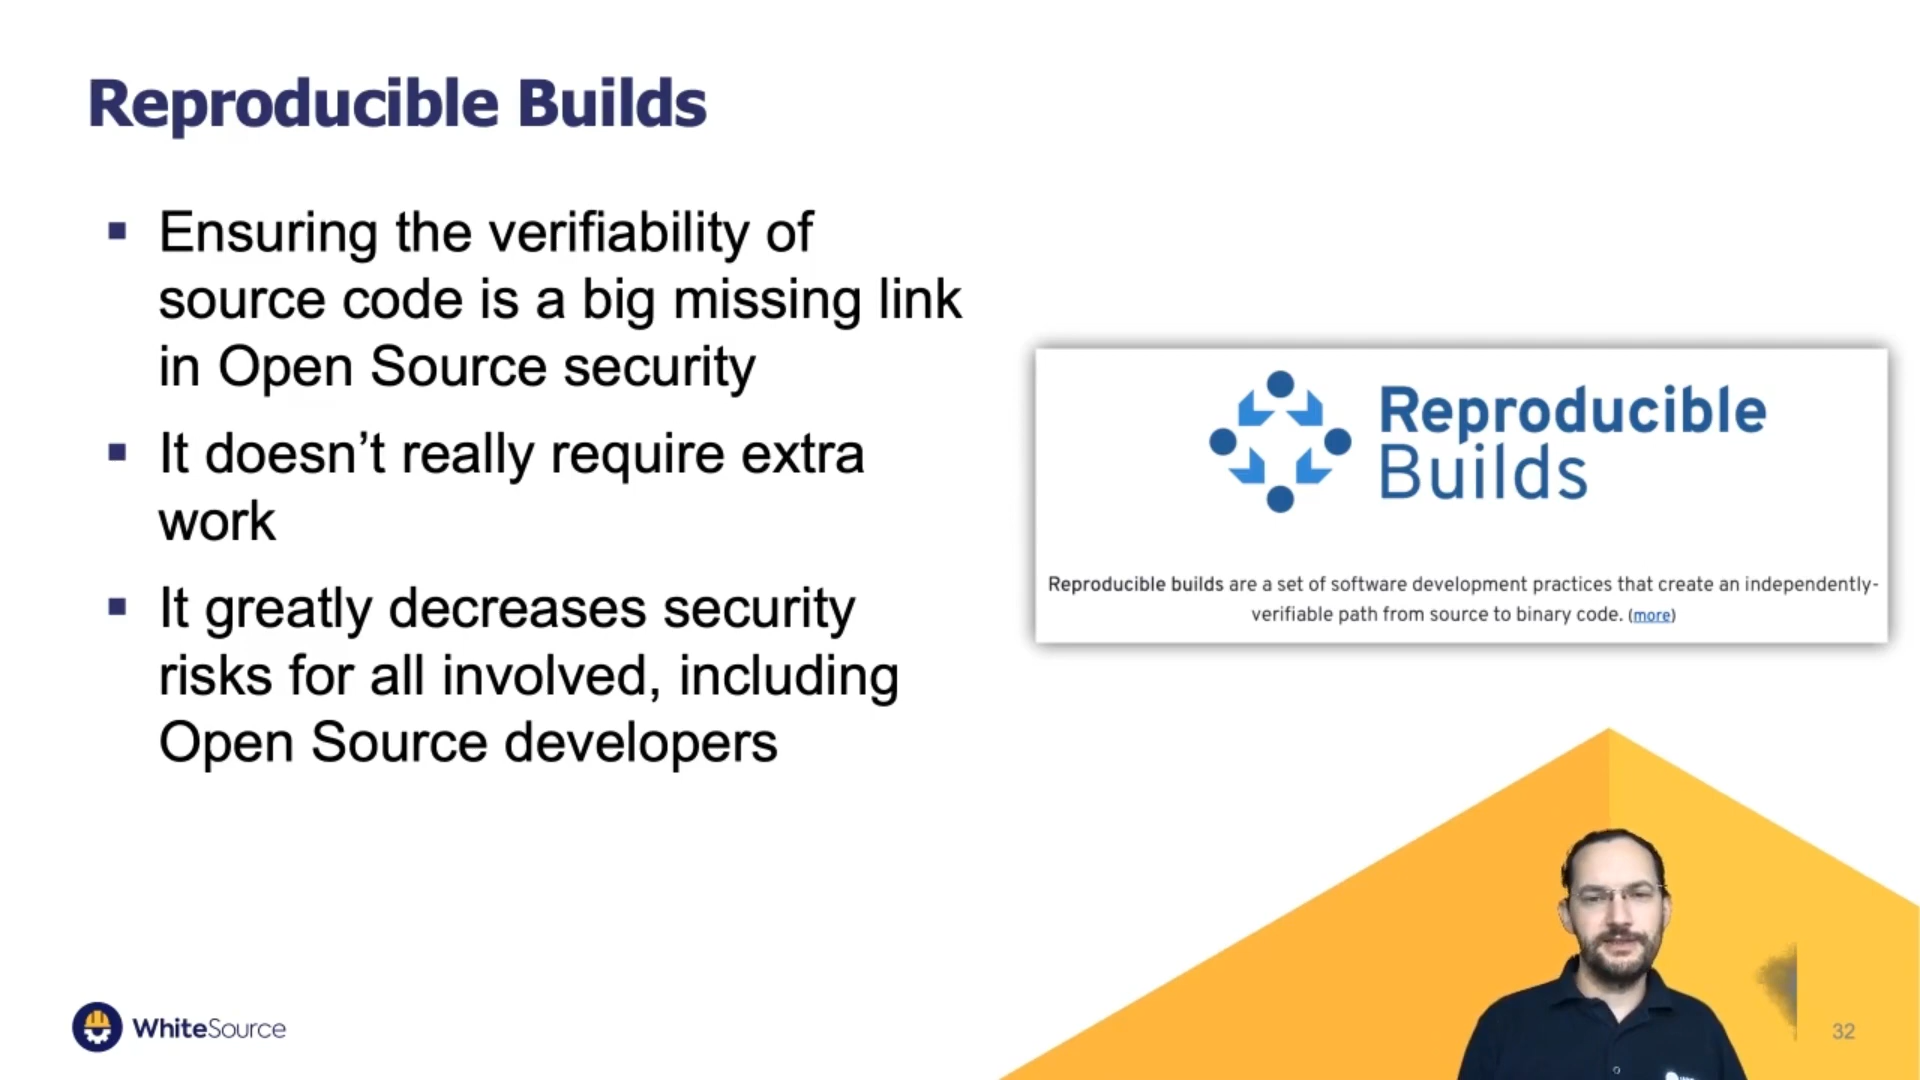 Reproducible Builds
Ensuring the verifiability of
source code is a big missing link
in Open Source security
It doesn’t really require extra
work
It greatly decreases security
risks for all involved, including
Open Source developers
Reproducible
Builds
Reproducible builds are a set of software development practices that create an independently-
verifiable path from source to binary code. (more)
WhiteSource
32